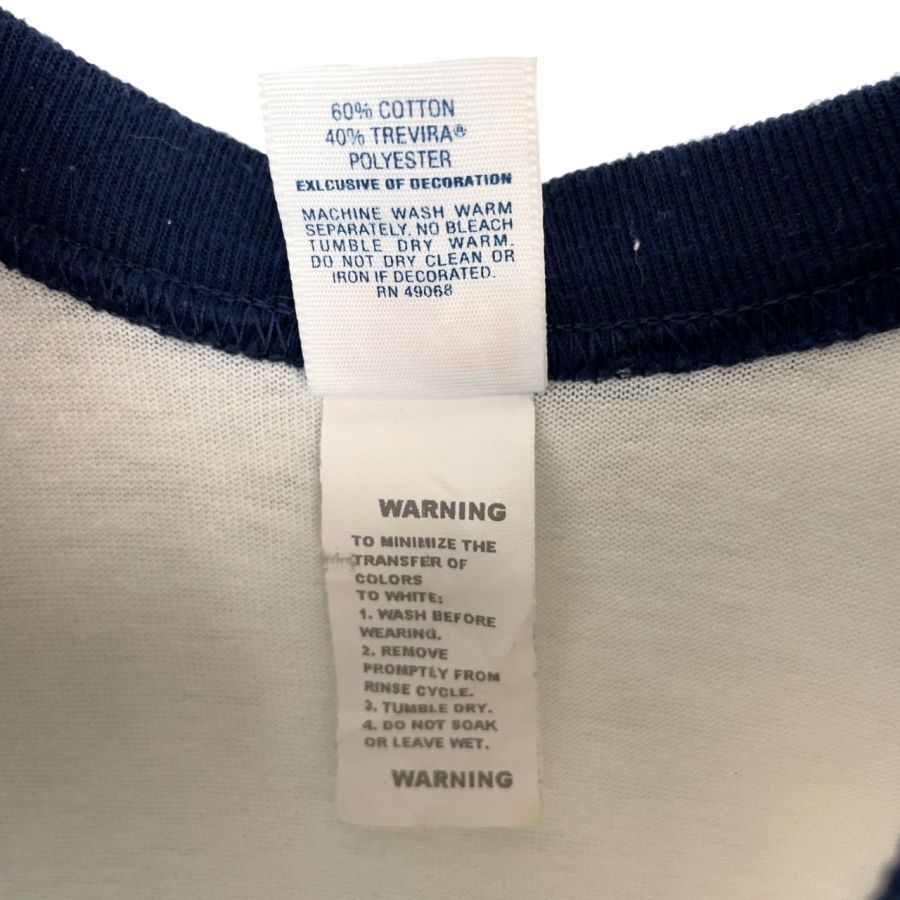 60% COTTON
40% TREVIRA®
POLYESTER
EXLCUSIVE OF DECORATION
MACHINE WASH WARM
SEPARATELY. NO BLEACH
TUMBLE DRY WARM.
DO NOT DRY CLEAN OR
IRON IF DECORATED.
RN 49068
WARNING
TO MINIMIZE THE
TRANSFER OF
COLORS
TO WHITE:
1. WASH BEFORE
WEARING.
2. REMOVE
PROMPTLY FROM
RINSE CYCLE.
3. TUMBLE DRY.
4. DO NOT SOAK
OR LEAVE WET.
WARNING